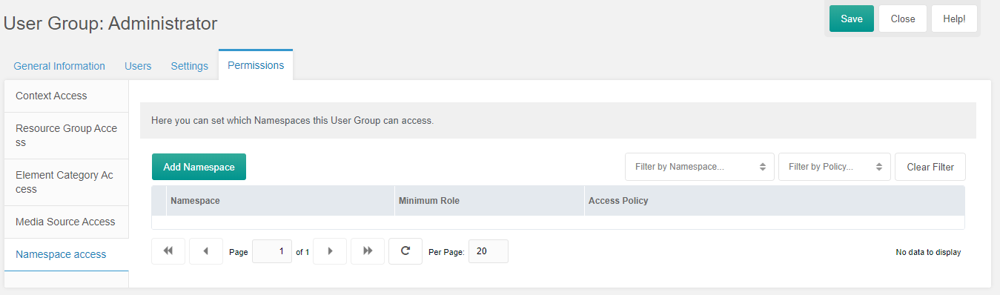 User Group: Administrator
Save
Close
Help!
General Information
Users
Settings
Permissions
Context Access
Resource Group Acce
ss
Element Category Ac
cess
Media Source Access
Namespace access
Here you can set which Namespaces this User Group can access.
Add Namespace
Filter by Namespace...
Filter by Policy...
Clear Filter
Namespace
Minimum Role
Access Policy
Page
1
of 1
Per Page:
20
No data to display